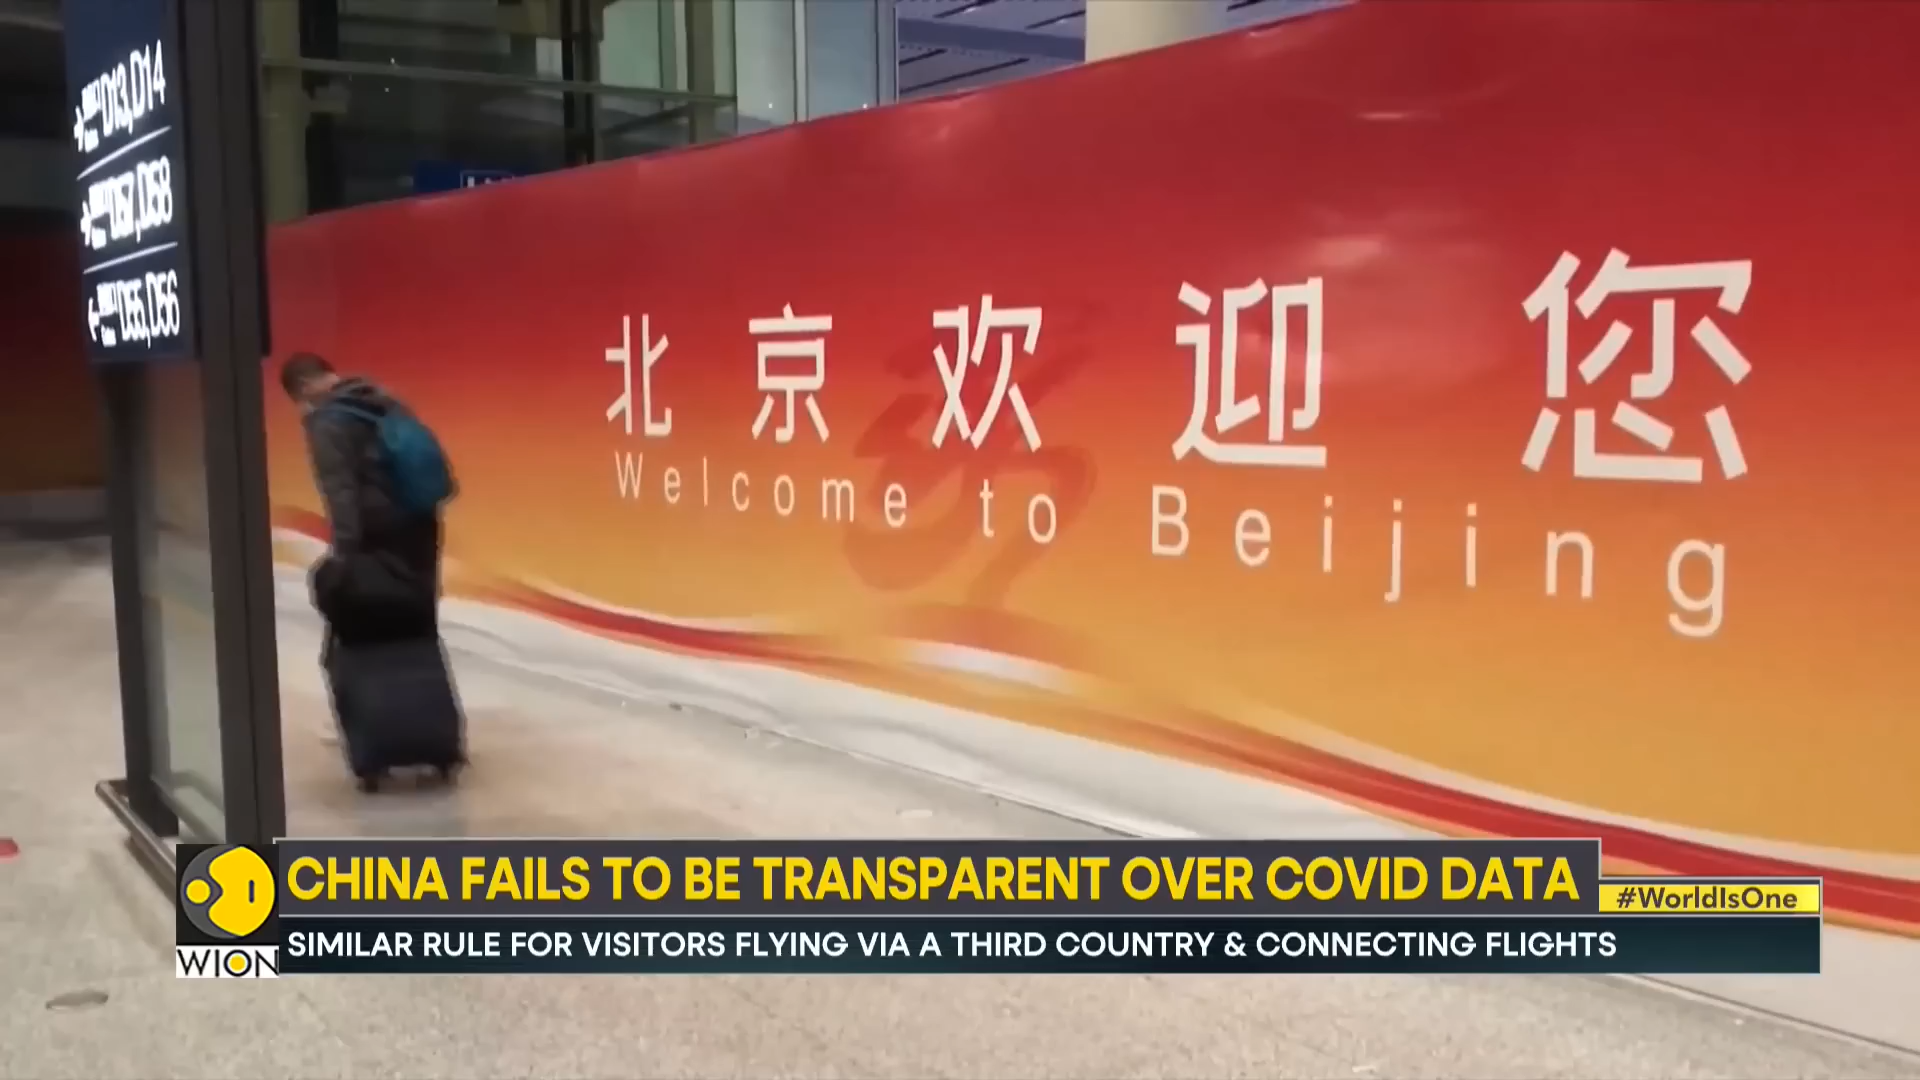 D13,D14
D57,D58
D55,D56
北京欢迎您
Welcome to Beijing
CHINA FAILS TO BE TRANSPARENT OVER COVID DATA
#WorldIsOne
SIMILAR RULE FOR VISITORS FLYING VIA A THIRD COUNTRY & CONNECTING FLIGHTS
WION